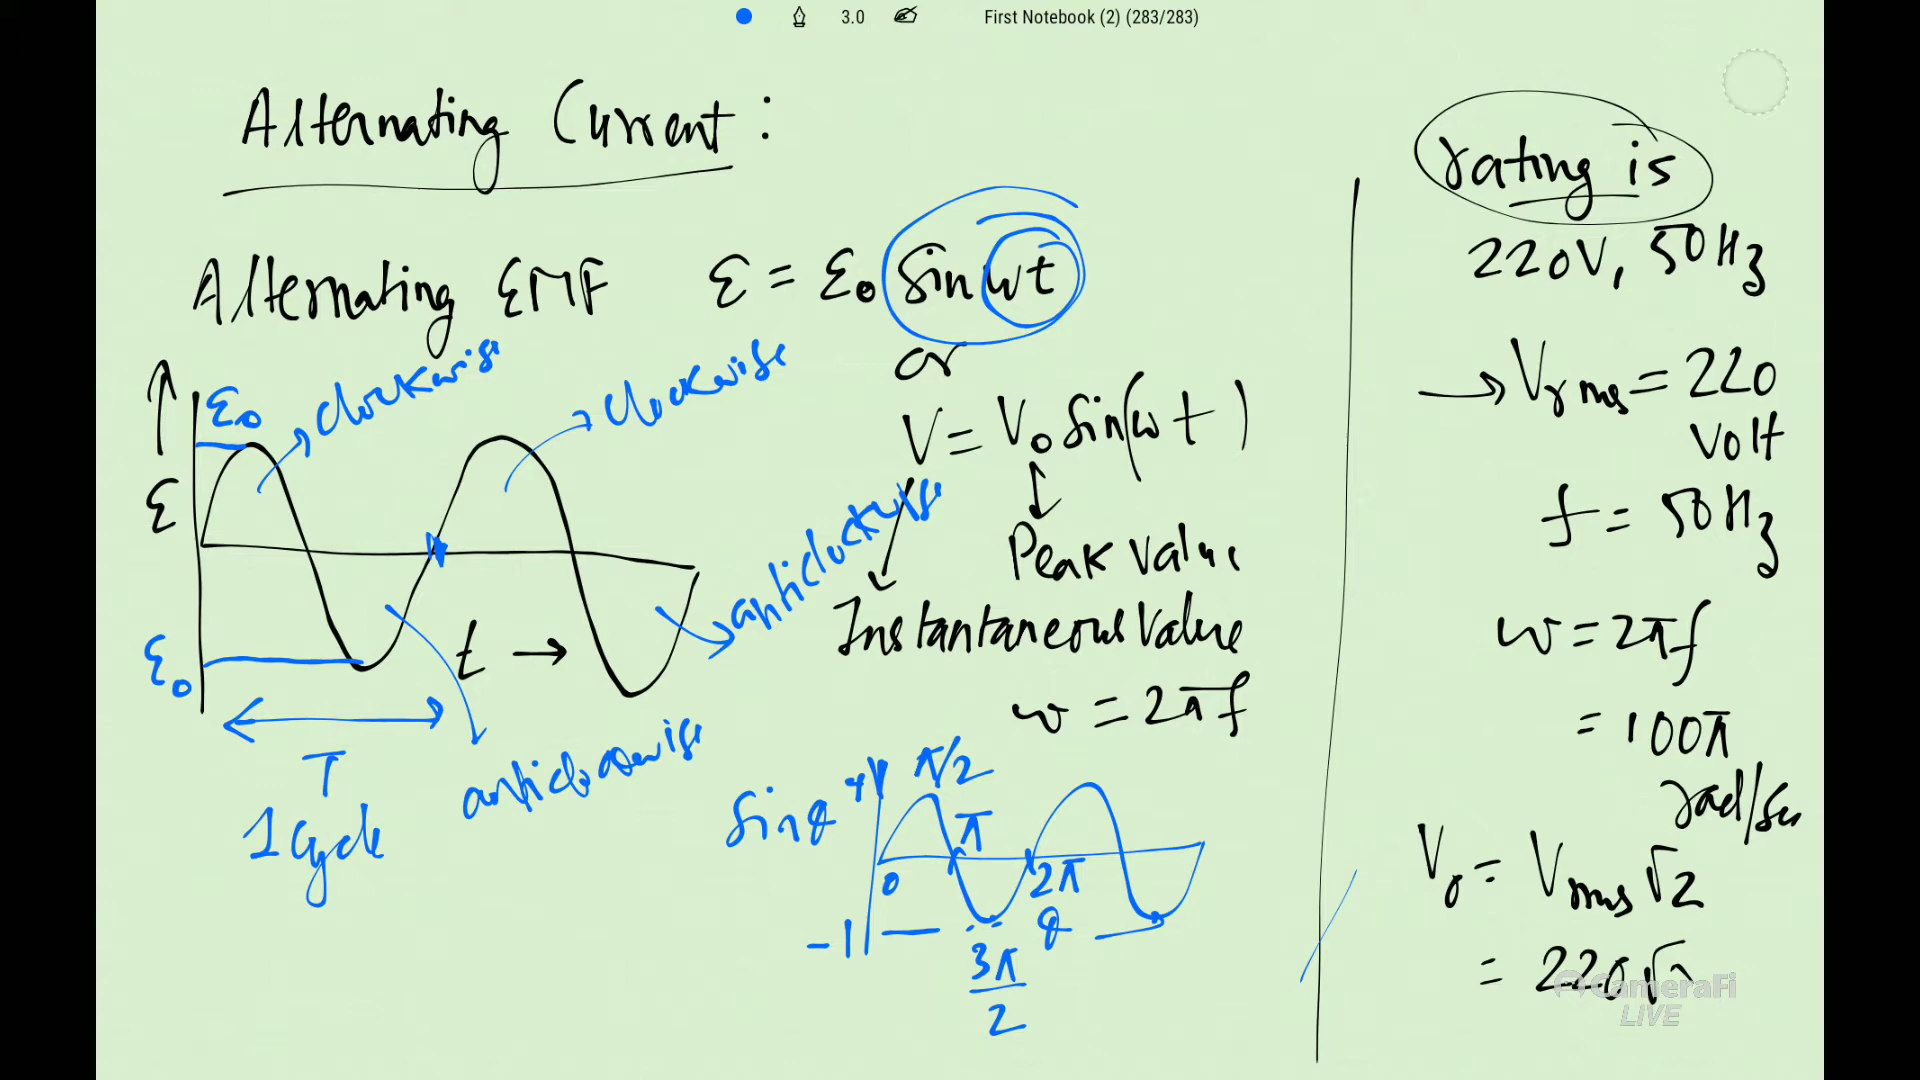 3.0 First Notebook (2) (283/283)
Alternating Current :
Alternating EMF ε = ε₀ sin ωt
or
V = V₀ sin(ω t )
Peak Value
Instantaneous Value
ω = 2πf
ε₀
clockwise
clockwise
ε
anticlockwise
ε₀
t →
T
1 Cycle
anticlockwise
sin θ
+1
π/2
π
0
2π
θ
-1
3π
2
rating is
220V, 50Hz
→ Vrms = 220
Volt
f = 50Hz
ω = 2πf
= 100π
rad/sec
V₀ = Vrms √2
= 220√2
CameraFi
LIVE